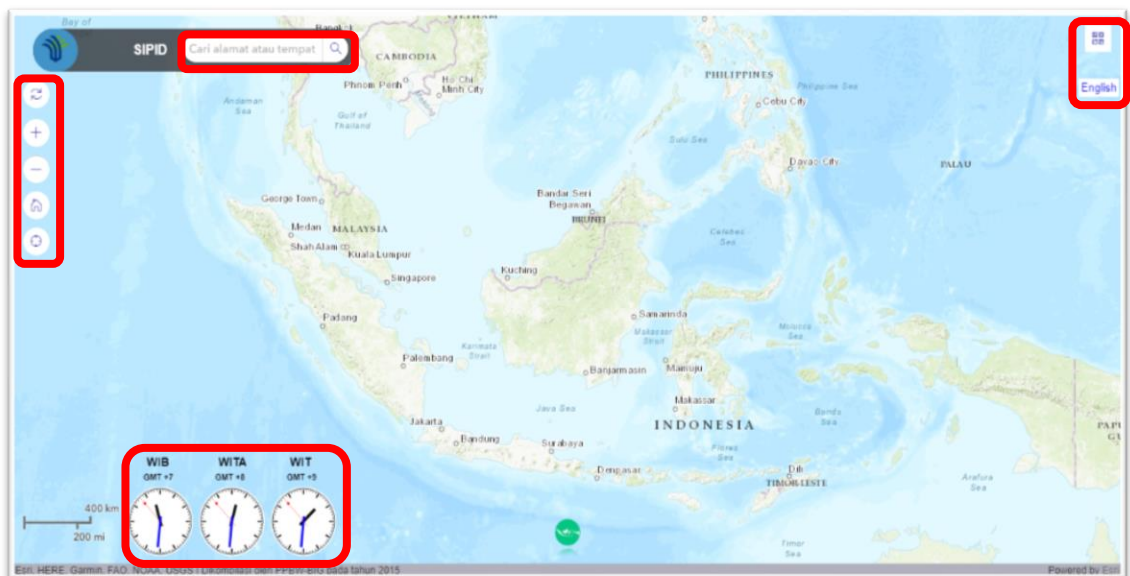 Bay of
VIETNAM
SIPID
Cari alamat atau tempat
CAMBODIA
Phnom Penh
Ho Chi
Minh City
PHILIPPINES
Philippine Sea
English
Andaman
Sea
Gulf of
Thailand
Cebu City
Sulu Sea
Davao City
PALAU
George Town
Bandar Seri
Begawan
BRUNEI
Medan
MALAYSIA
Celebes
Sea
Shah Alam
Kuala Lumpur
Kuching
Singapore
Samarinda
Padang
Makassar
Strait
Molucca
Sea
Karimata
Strait
Palembang
Banjarmasin
Mamuju
Makassar
Java Sea
Banda
Sea
Jakarta
INDONESIA
Bandung
Surabaya
Flores
Sea
WIB
WITA
WIT
GMT +7
GMT +8
GMT +9
Denpasar
Dili
TIMOR-LESTE
Arafura
Sea
400 km
200 mi
Timor
Sea
Esri, HERE, Garmin, FAO, NOAA, USGS | Dikompilasi oleh PPBW-BIG pada tahun 2015
Powered by Esri